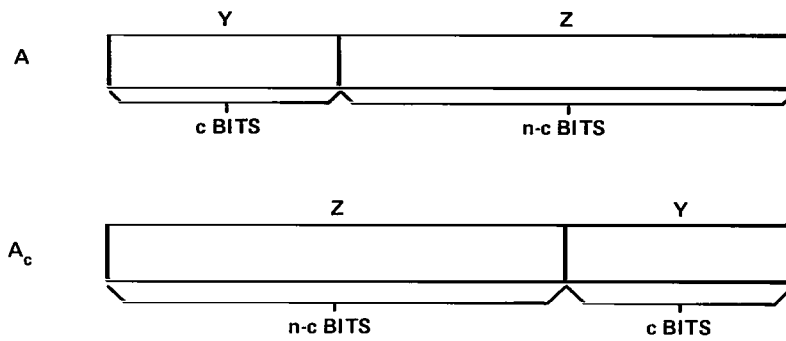 Y Z
A
c BITS n-c BITS
Z Y
A_c
n-c BITS c BITS